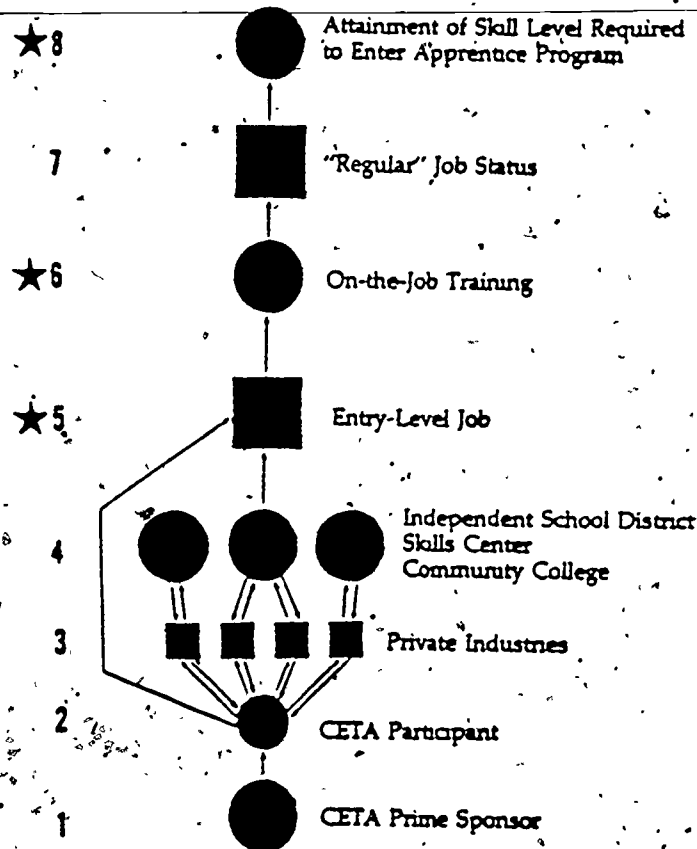 ★8 Attainment of Skill Level Required
to Enter Apprentice Program
7 "Regular" Job Status
★6 On-the-Job Training
★5 Entry-Level Job
4 Independent School District
Skills Center
Community College
3 Private Industries
2 CETA Participant
1 CETA Prime Sponsor